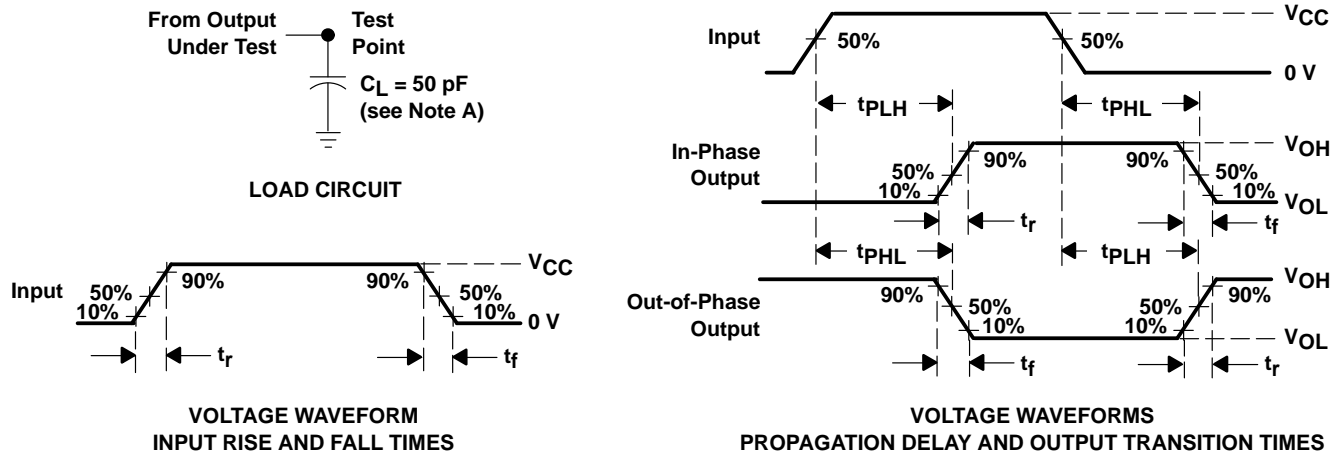 From Output
Under Test
Test
Point
CL = 50 pF
(see Note A)
LOAD CIRCUIT
Input
50%
10%
90%
90%
50%
10%
VCC
0 V
tr
tf
VOLTAGE WAVEFORM
INPUT RISE AND FALL TIMES
Input
50%
50%
VCC
0 V
tPLH
tPHL
In-Phase
Output
50%
10%
90%
90%
50%
10%
VOH
VOL
tr
tf
tPHL
tPLH
Out-of-Phase
Output
90%
50%
10%
50%
10%
90%
VOH
VOL
tf
tr
VOLTAGE WAVEFORMS
PROPAGATION DELAY AND OUTPUT TRANSITION TIMES